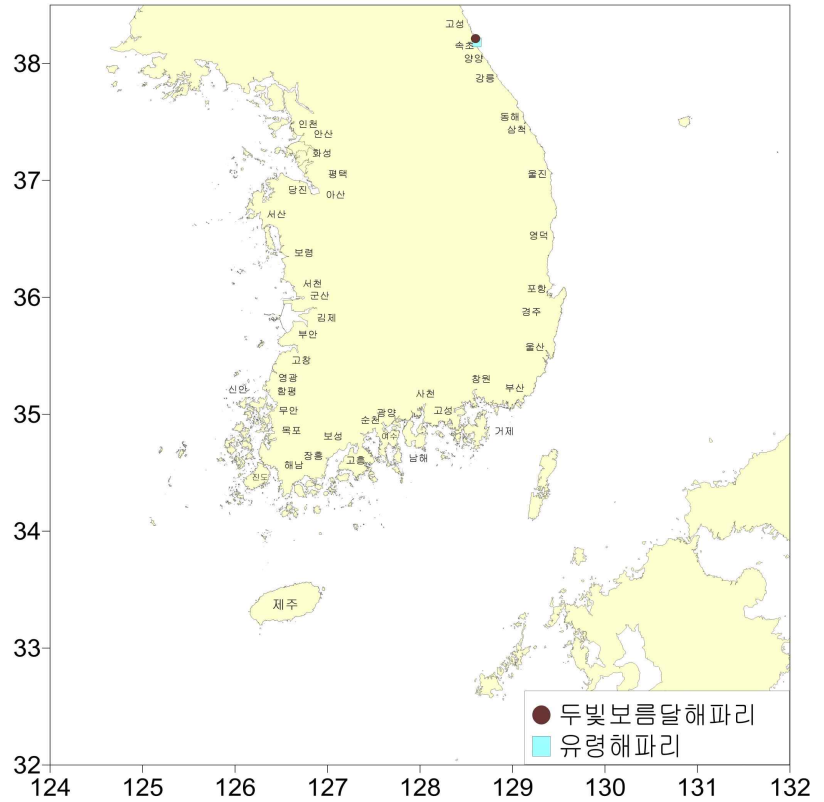 고성
속초
양양
강릉
38
동해
삼척
인천
안산
화성
평택
37
울진
당진
아산
서산
영덕
보령
서천
포항
36
군산
경주
김제
부안
울산
고창
영광
창원
신안
함평
사천
부산
35
무안
광양
고성
순천
목포
보성
여수
거제
장흥
남해
해남
고흥
진도
34
제주
33
두빛보름달해파리
유령해파리
32
124 125 126 127 128 129 130 131 132